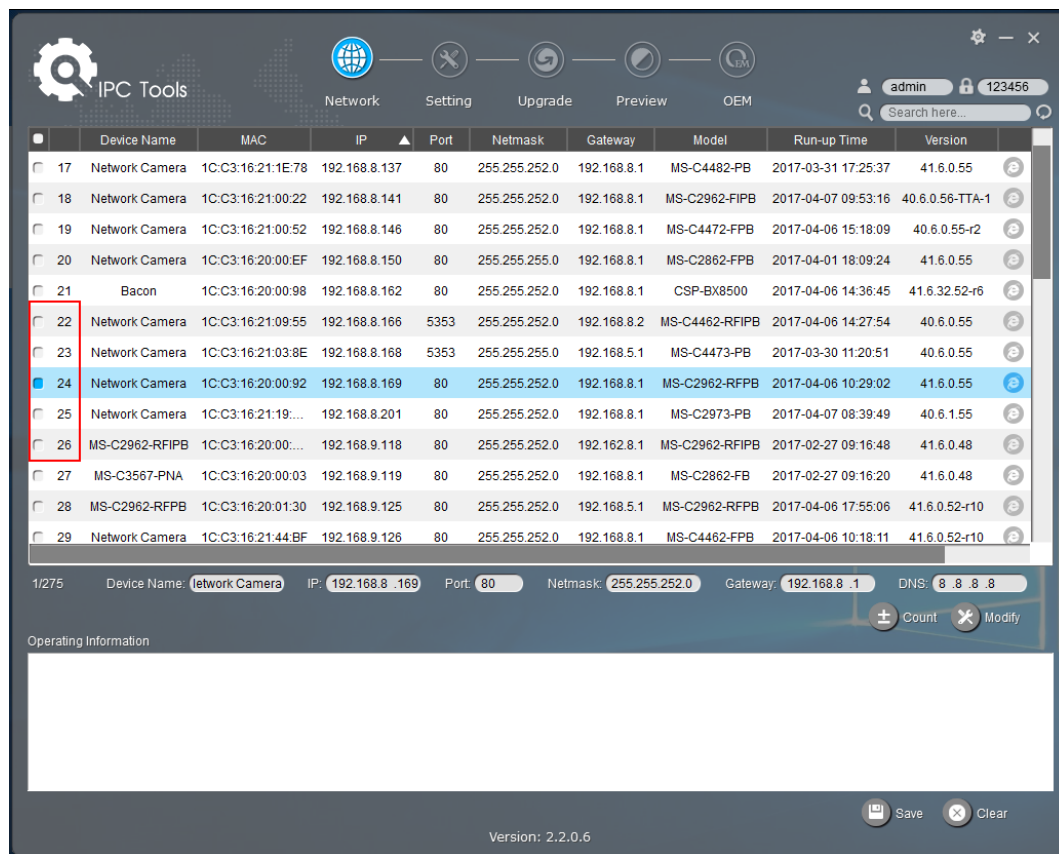 IPC Tools
Network Setting Upgrade Preview OEM
admin 123456
Search here...
Device Name MAC IP Port Netmask Gateway Model Run-up Time Version
17 Network Camera 1C:C3:16:21:1E:78 192.168.8.137 80 255.255.252.0 192.168.8.1 MS-C4482-PB 2017-03-31 17:25:37 41.6.0.55
18 Network Camera 1C:C3:16:21:00:22 192.168.8.141 80 255.255.252.0 192.168.8.1 MS-C2962-FIPB 2017-04-07 09:53:16 40.6.0.56-TTA-1
19 Network Camera 1C:C3:16:21:00:52 192.168.8.146 80 255.255.252.0 192.168.8.1 MS-C4472-FPB 2017-04-06 15:18:09 40.6.0.55-r2
20 Network Camera 1C:C3:16:20:00:EF 192.168.8.150 80 255.255.255.0 192.168.8.1 MS-C2862-FPB 2017-04-01 18:09:24 41.6.0.55
21 Bacon 1C:C3:16:20:00:98 192.168.8.162 80 255.255.252.0 192.168.8.1 CSP-BX8500 2017-04-06 14:36:45 41.6.32.52-r6
22 Network Camera 1C:C3:16:21:09:55 192.168.8.166 5353 255.255.252.0 192.168.8.2 MS-C4462-RFIPB 2017-04-06 14:27:54 40.6.0.55
23 Network Camera 1C:C3:16:21:03:8E 192.168.8.168 5353 255.255.255.0 192.168.5.1 MS-C4473-PB 2017-03-30 11:20:51 40.6.0.55
24 Network Camera 1C:C3:16:20:00:92 192.168.8.169 80 255.255.252.0 192.168.8.1 MS-C2962-RFPB 2017-04-06 10:29:02 41.6.0.55
25 Network Camera 1C:C3:16:21:19:... 192.168.8.201 80 255.255.252.0 192.168.8.1 MS-C2973-PB 2017-04-07 08:39:49 40.6.1.55
26 MS-C2962-RFIPB 1C:C3:16:20:00:... 192.168.9.118 80 255.255.252.0 192.162.8.1 MS-C2962-RFIPB 2017-02-27 09:16:48 41.6.0.48
27 MS-C3567-PNA 1C:C3:16:20:00:03 192.168.9.119 80 255.255.252.0 192.168.8.1 MS-C2862-FB 2017-02-27 09:16:20 41.6.0.48
28 MS-C2962-RFPB 1C:C3:16:20:01:30 192.168.9.125 80 255.255.252.0 192.168.5.1 MS-C2962-RFPB 2017-04-06 17:55:06 41.6.0.52-r10
29 Network Camera 1C:C3:16:21:44:BF 192.168.9.126 80 255.255.252.0 192.168.8.1 MS-C4462-FPB 2017-04-06 10:18:11 41.6.0.52-r10
1/275 Device Name: letwork Camera IP: 192.168.8 .169 Port: 80 Netmask: 255.255.252.0 Gateway: 192.168.8 .1 DNS: 8 .8 .8 .8
Count Modify
Operating Information
Save Clear
Version: 2.2.0.6